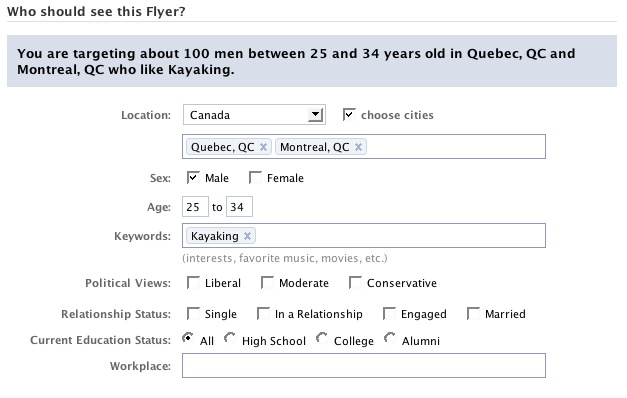 Who should see this Flyer?
You are targeting about 100 men between 25 and 34 years old in Quebec, QC and
Montreal, QC who like Kayaking.
Location: Canada choose cities
Quebec, QC x Montreal, QC x
Sex: Male Female
Age: 25 to 34
Keywords: Kayaking x
(interests, favorite music, movies, etc.)
Political Views: Liberal Moderate Conservative
Relationship Status: Single In a Relationship Engaged Married
Current Education Status: All High School College Alumni
Workplace: